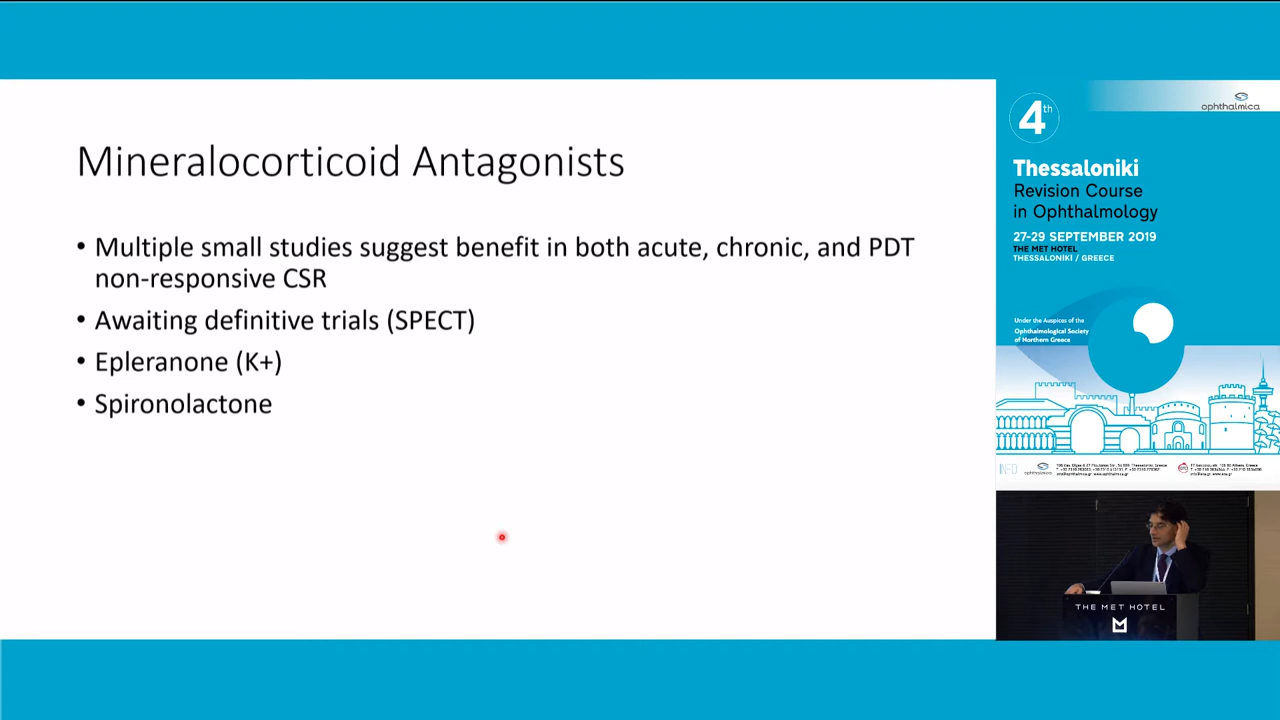 Mineralocorticoid Antagonists
• Multiple small studies suggest benefit in both acute, chronic, and PDT
non-responsive CSR
• Awaiting definitive trials (SPECT)
• Epleranone (K+)
• Spironolactone
ophthalmica
4th
Thessaloniki
Revision Course
in Ophthalmology
27-29 SEPTEMBER 2019
THE MET HOTEL
THESSALONIKI / GREECE
Under the Auspices of the
Ophthalmological Society
of Northern Greece
INFO
ophthalmica
THE MET HOTEL
M